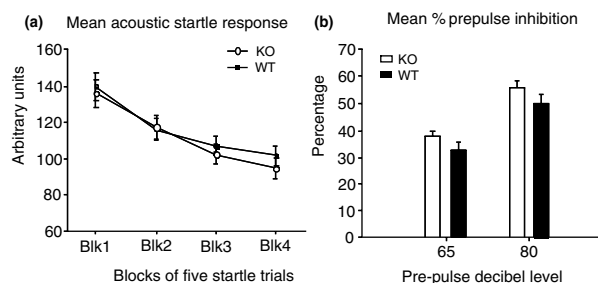 (a) Mean acoustic startle response
160
140
120
100
80
60
Arbitrary units
KO
WT
Blk1 Blk2 Blk3 Blk4
Blocks of five startle trials
(b) Mean % prepulse inhibition
70
60
50
40
30
20
10
0
Percentage
KO
WT
65 80
Pre-pulse decibel level